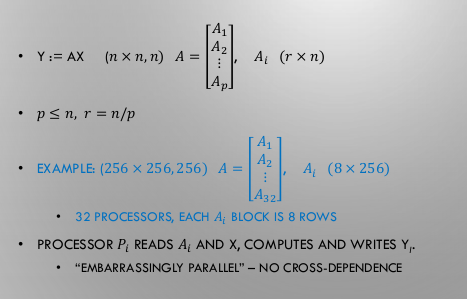 • Y := AX (n × n, n) A = [A₁ A₂ ⋮ Aₚ], Aᵢ (r × n)
• p ≤ n, r = n/p
• EXAMPLE: (256 × 256, 256) A = [A₁ A₂ ⋮ A₃₂], Aᵢ (8 × 256)
• 32 PROCESSORS, EACH Aᵢ BLOCK IS 8 ROWS
• PROCESSOR Pᵢ READS Aᵢ AND X, COMPUTES AND WRITES Yᵢ.
• “EMBARRASSINGLY PARALLEL” – NO CROSS-DEPENDENCE